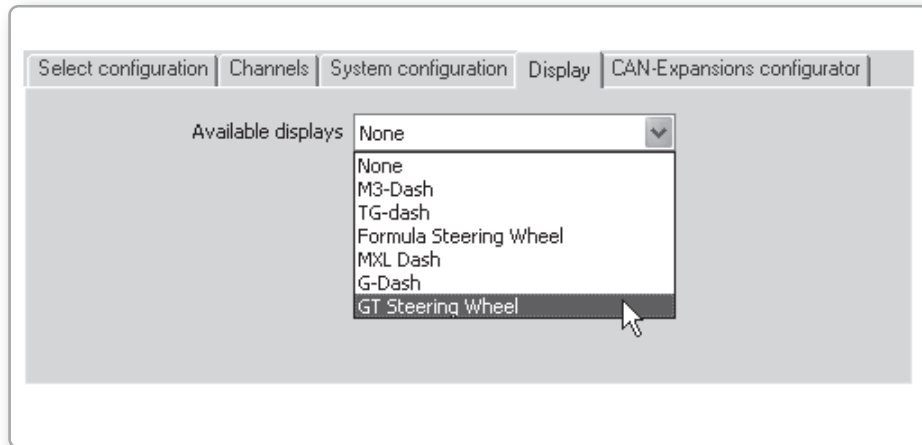 Select configuration Channels System configuration Display CAN-Expansions configurator
Available displays None
None
M3-Dash
TG-dash
Formula Steering Wheel
MXL Dash
G-Dash
GT Steering Wheel